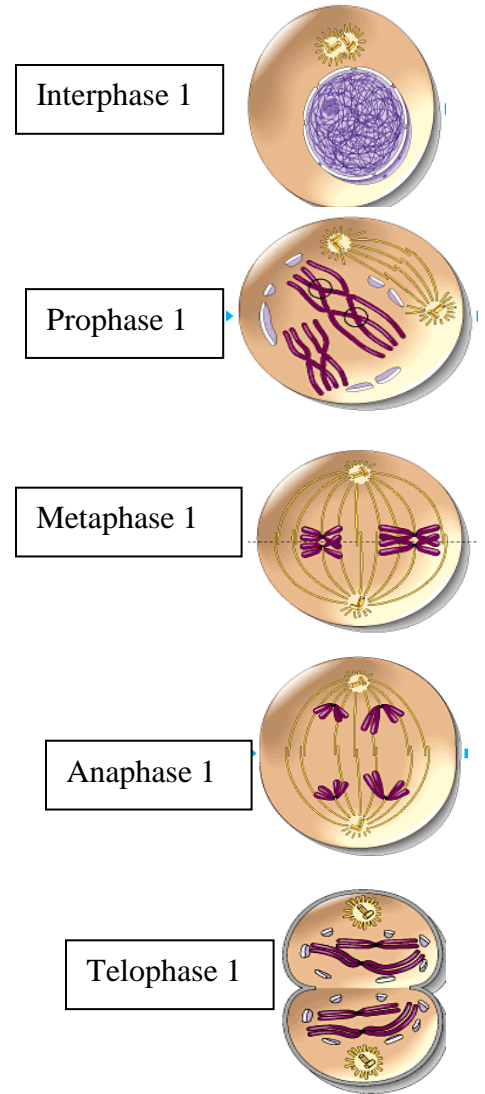 Interphase 1
Prophase 1
Metaphase 1
Anaphase 1
Telophase 1